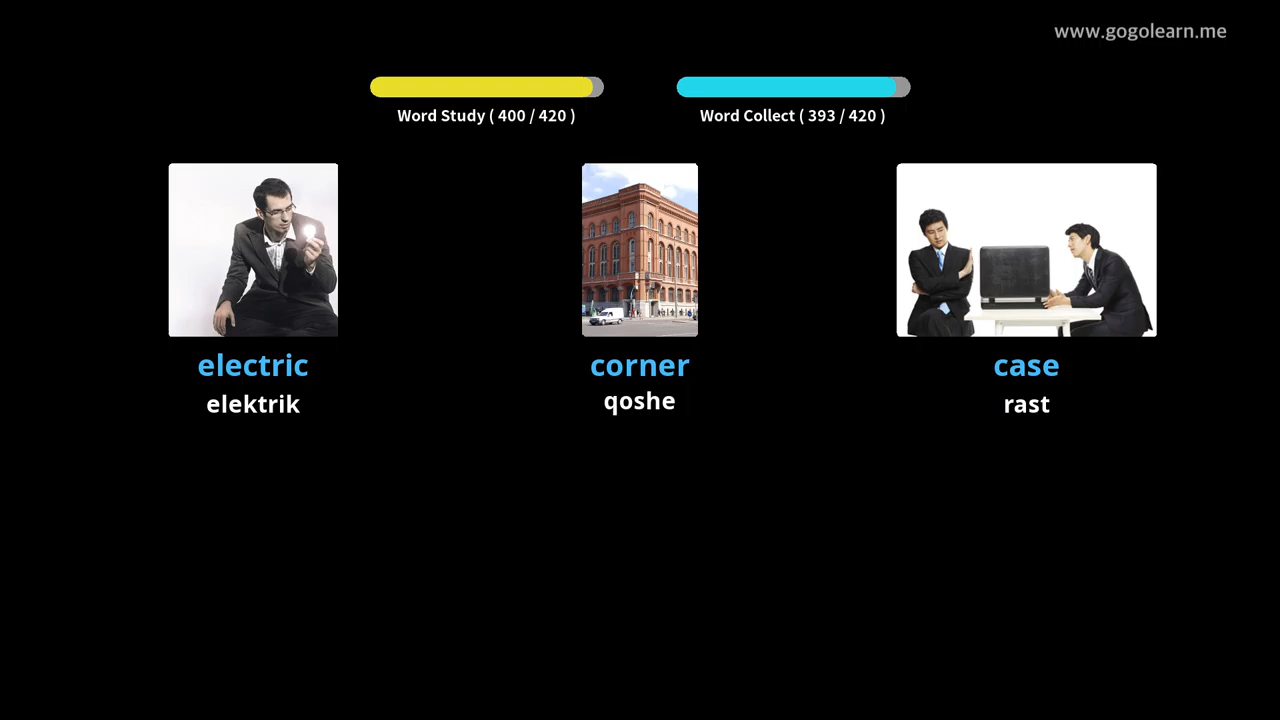 www.gogolearn.me
Word Study ( 400 / 420 )
Word Collect ( 393 / 420 )
electric
elektrik
corner
qoshe
case
rast